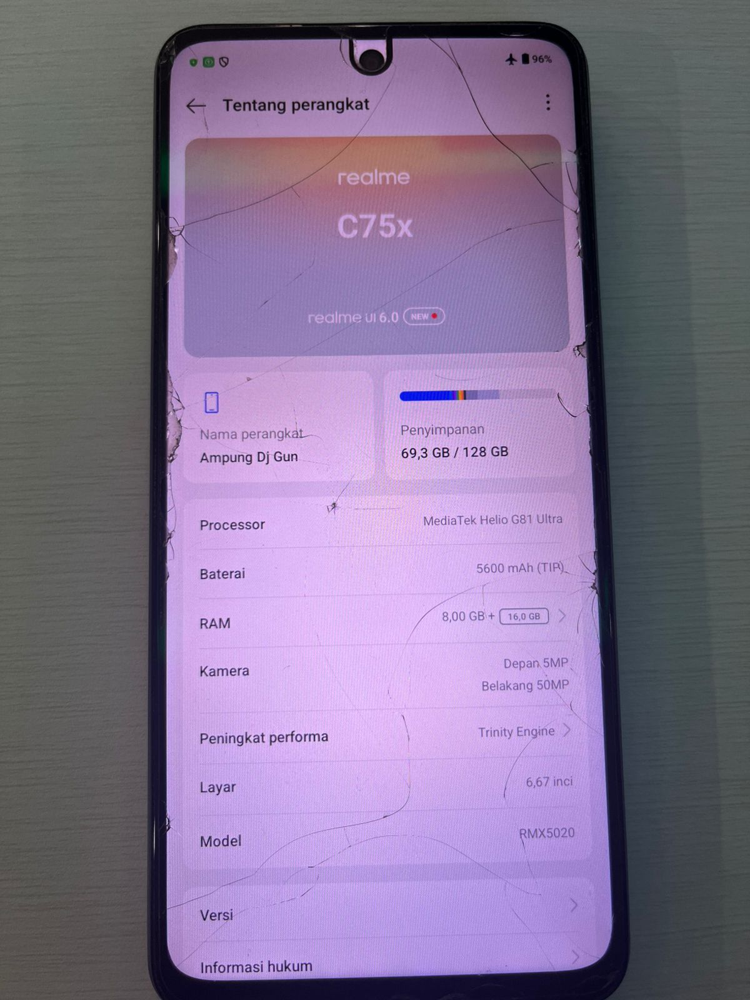 96%
Tentang perangkat
realme
C75x
realme UI 6.0 NEW
Nama perangkat
Ampung Dj Gun
Penyimpanan
69,3 GB / 128 GB
Processor
MediaTek Helio G81 Ultra
Baterai
5600 mAh (TIP)
RAM
8,00 GB + 16,0 GB
Kamera
Depan 5MP
Belakang 50MP
Peningkat performa
Trinity Engine
Layar
6,67 inci
Model
RMX5020
Versi
Informasi hukum